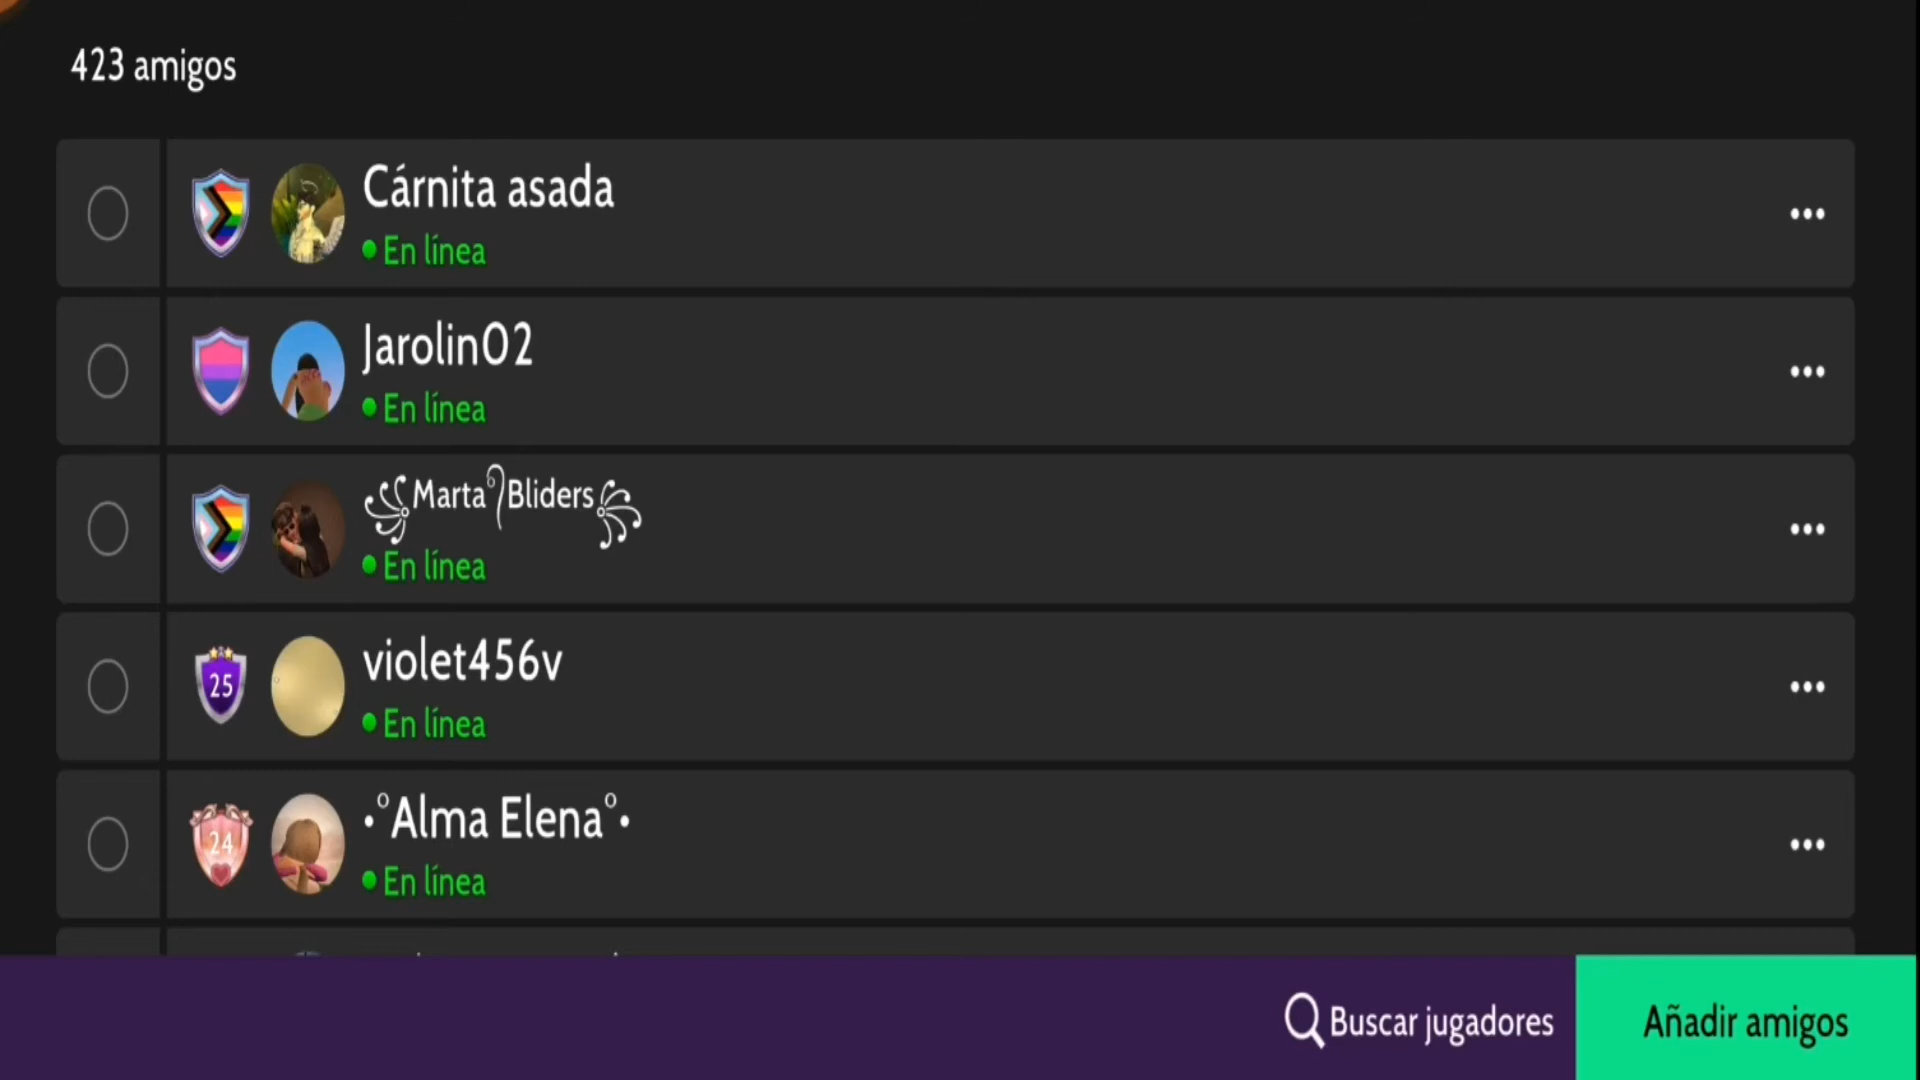 423 amigos
Cárnita asada
En línea
Jarolin02
En línea
꧁Marta᭄Bliders꧂
En línea
25
violet456v
En línea
24
•°Alma Elena°•
En línea
Buscar jugadores
Añadir amigos